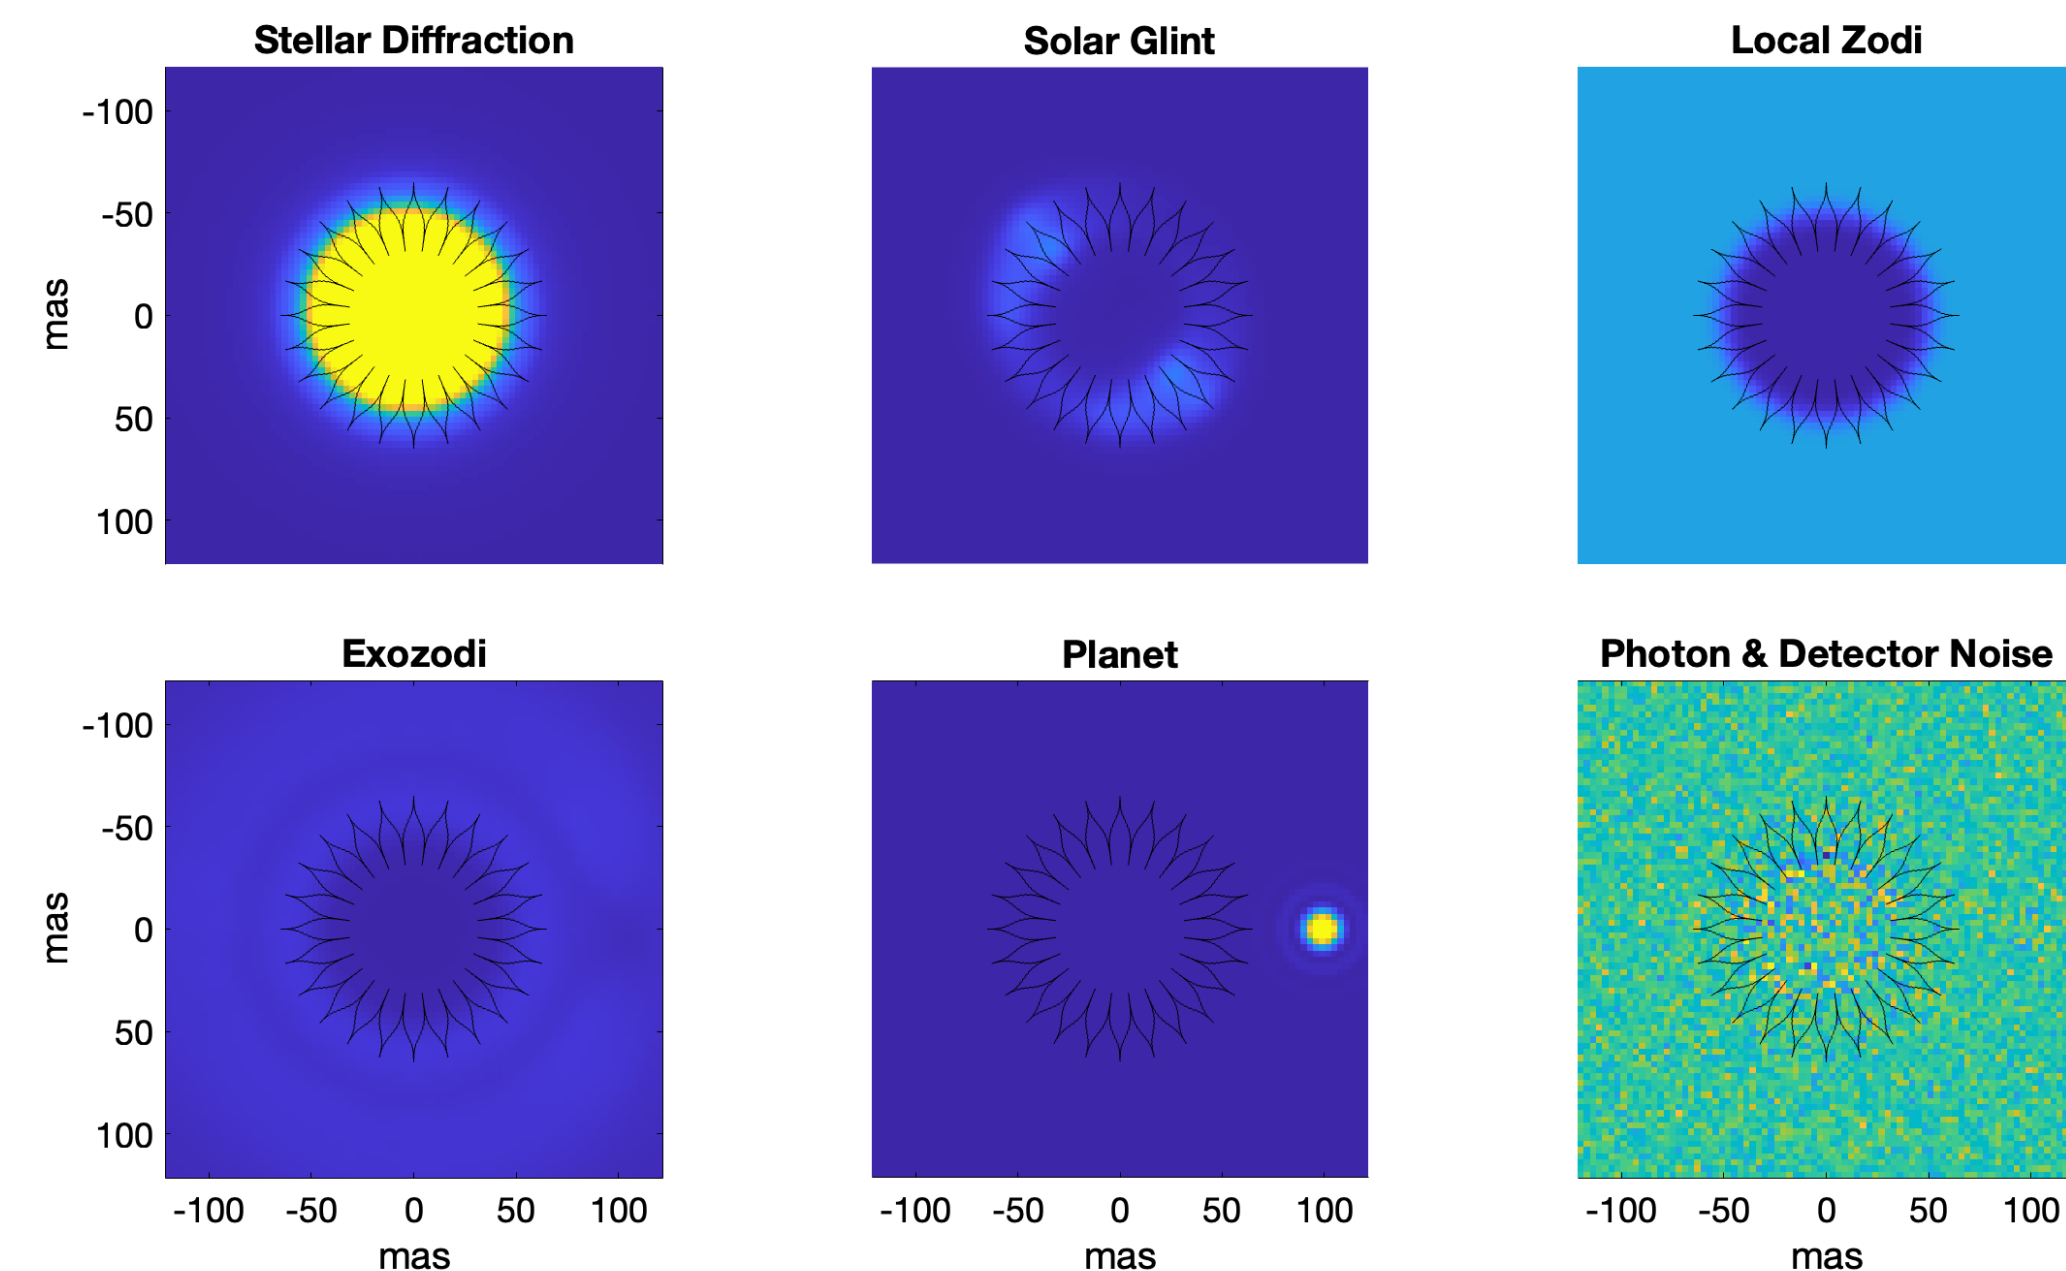 Stellar Diffraction
Solar Glint
Local Zodi
-100
-50
0
50
100
mas
Exozodi
Planet
Photon & Detector Noise
-100
-50
0
50
100
mas
-100 -50 0 50 100
-100 -50 0 50 100
-100 -50 0 50 100
mas
mas
mas